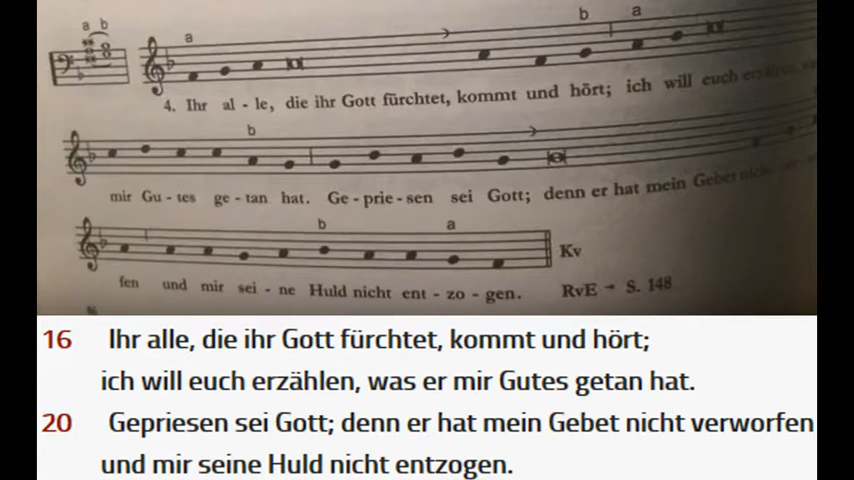 a b
a b a
4. Ihr al - le, die ihr Gott fürchtet, kommt und hört; ich will euch erzählen,
b
mir Gu - tes ge - tan hat. Ge - prie - sen sei Gott; denn er hat mein Gebet nicht
b a
Kv
fen und mir sei - ne Huld nicht ent - zo - gen. RvE → S. 148
16 Ihr alle, die ihr Gott fürchtet, kommt und hört;
ich will euch erzählen, was er mir Gutes getan hat.
20 Gepriesen sei Gott; denn er hat mein Gebet nicht verworfen
und mir seine Huld nicht entzogen.